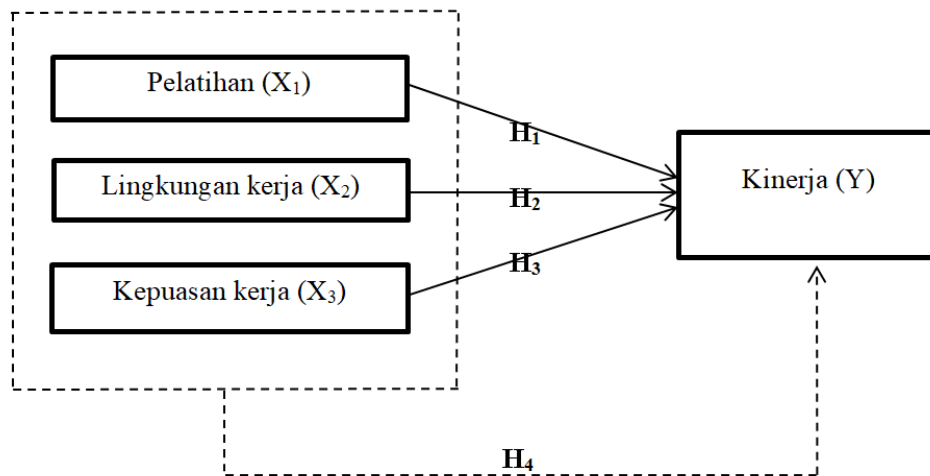 Pelatihan (X₁)
H₁
Lingkungan kerja (X₂)
H₂
Kinerja (Y)
Kepuasan kerja (X₃)
H₃
H₄